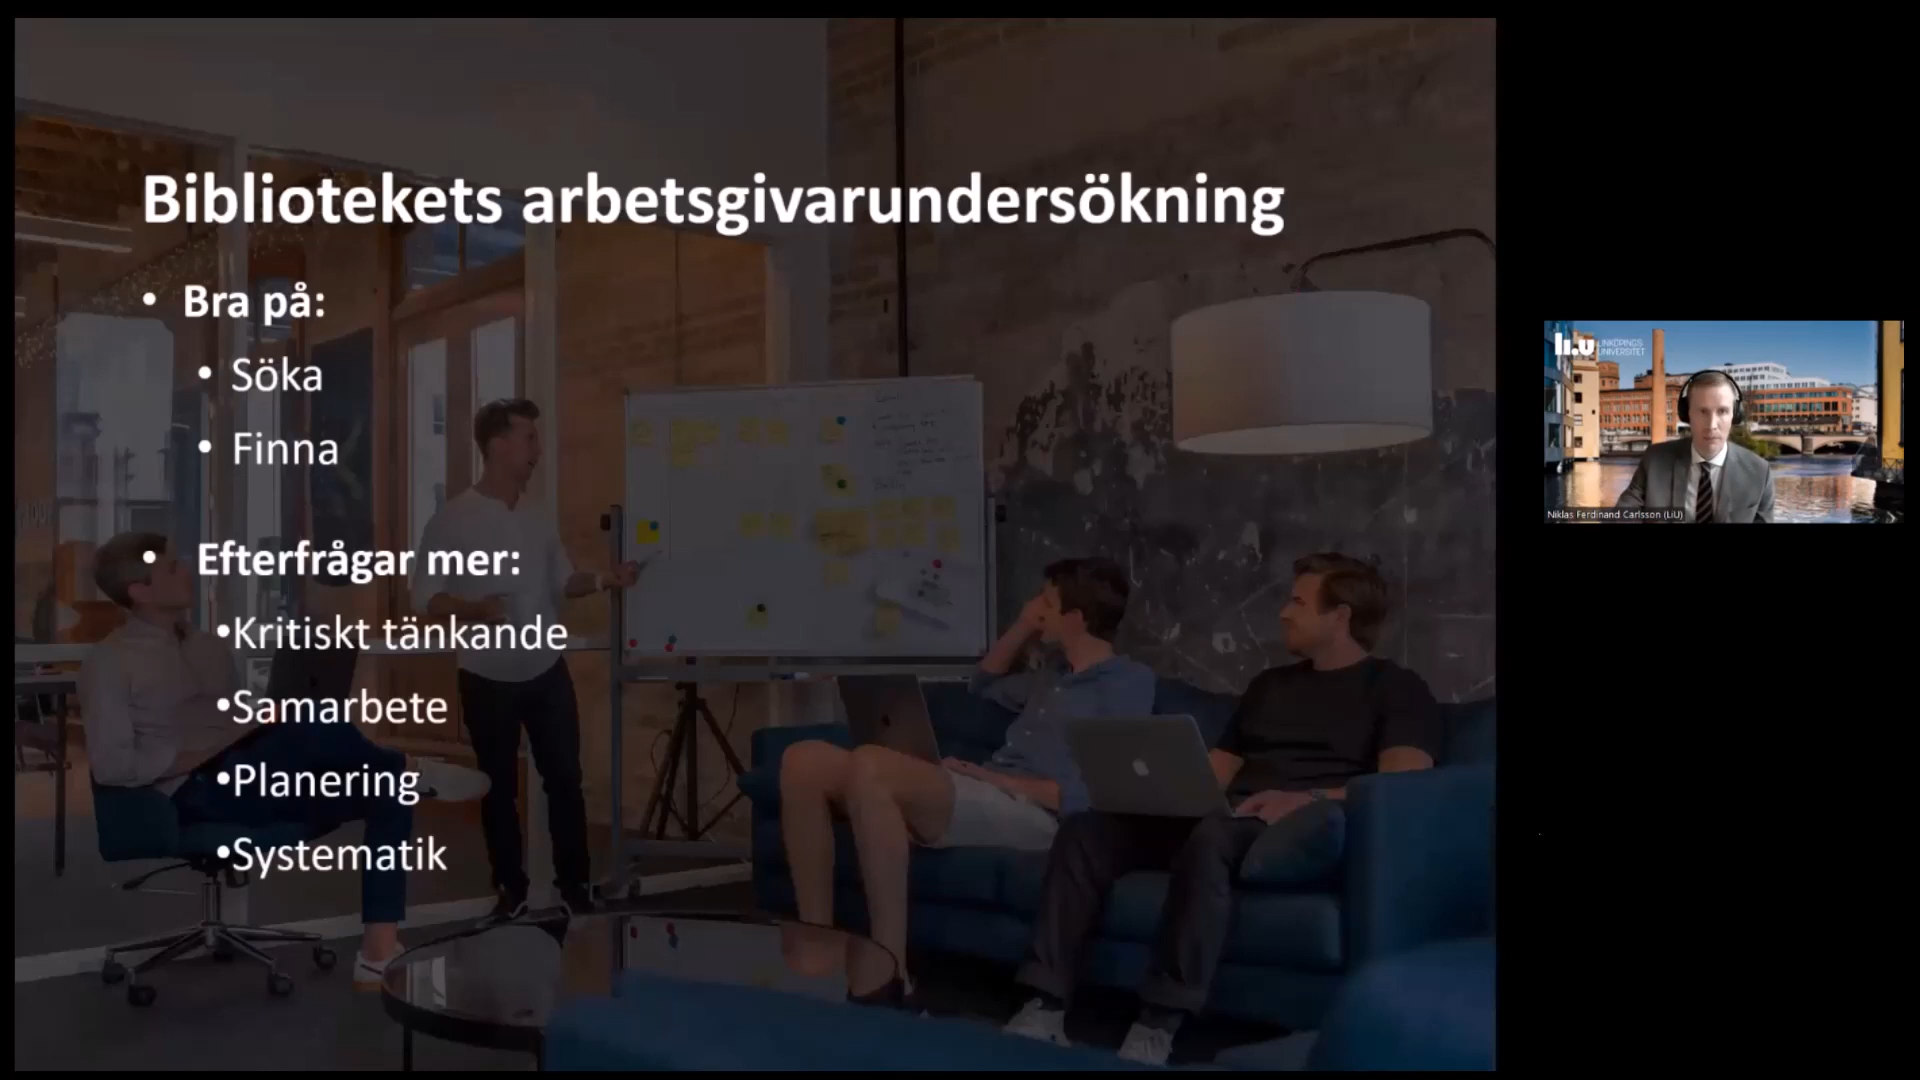 Bibliotekets arbetsgivarundersökning
• Bra på:
• Söka
• Finna
• Efterfrågar mer:
•Kritiskt tänkande
•Samarbete
•Planering
•Systematik
LINKÖPINGS
UNIVERSITET
Niklas Ferdinand Carlsson (LiU)